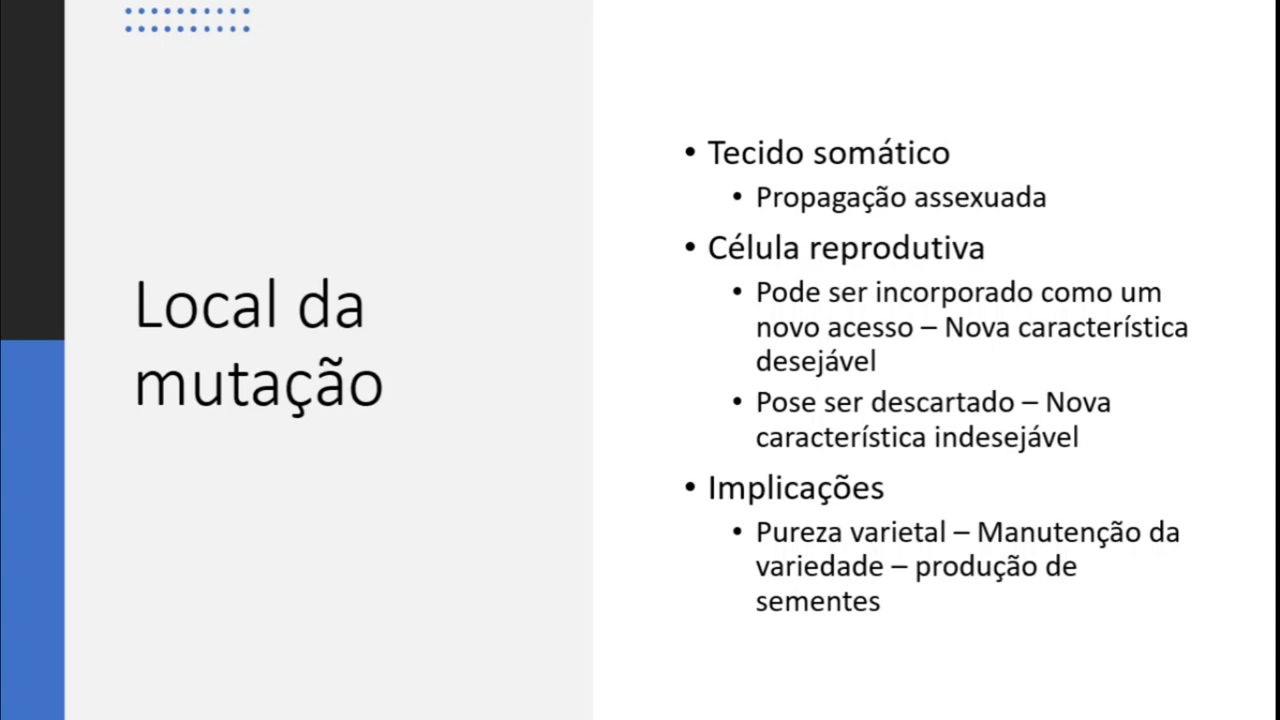 Local da
mutação
• Tecido somático
• Propagação assexuada
• Célula reprodutiva
• Pode ser incorporado como um
novo acesso – Nova característica
desejável
• Pose ser descartado – Nova
característica indesejável
• Implicações
• Pureza varietal – Manutenção da
variedade – produção de
sementes